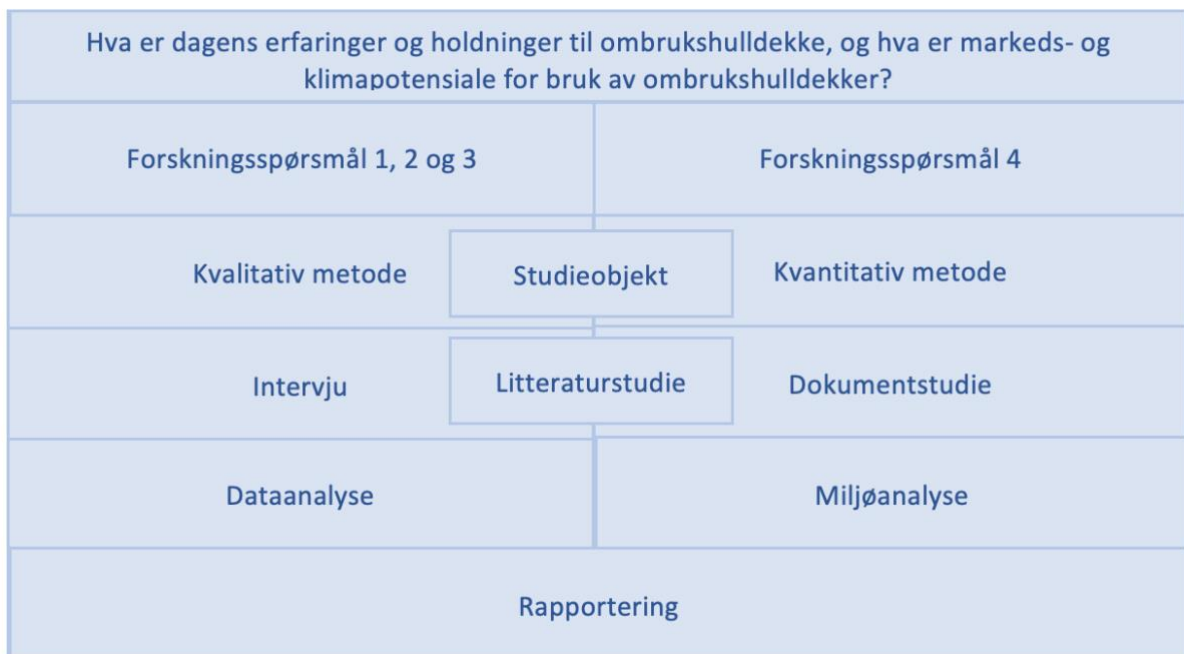 Hva er dagens erfaringer og holdninger til ombrukshulldekke, og hva er markeds- og
klimapotensiale for bruk av ombrukshulldekker?
Forskningsspørsmål 1, 2 og 3
Forskningsspørsmål 4
Kvalitativ metode
Studieobjekt
Kvantitativ metode
Intervju
Litteraturstudie
Dokumentstudie
Dataanalyse
Miljøanalyse
Rapportering